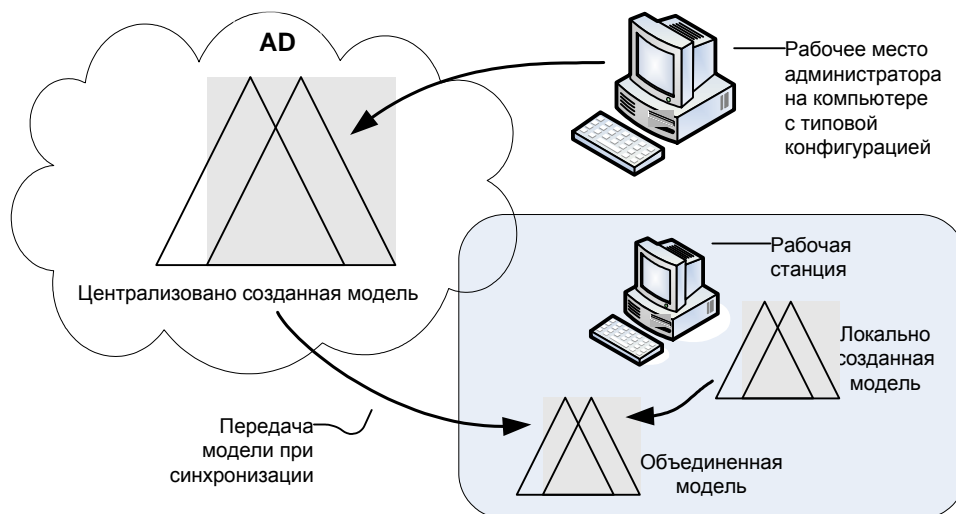 AD
Рабочее место
администратора
на компьютере
с типовой
конфигурацией
Централизовано созданная модель
Рабочая
станция
Локально
созданная
модель
Передача
модели при
синхронизации
Объединенная
модель